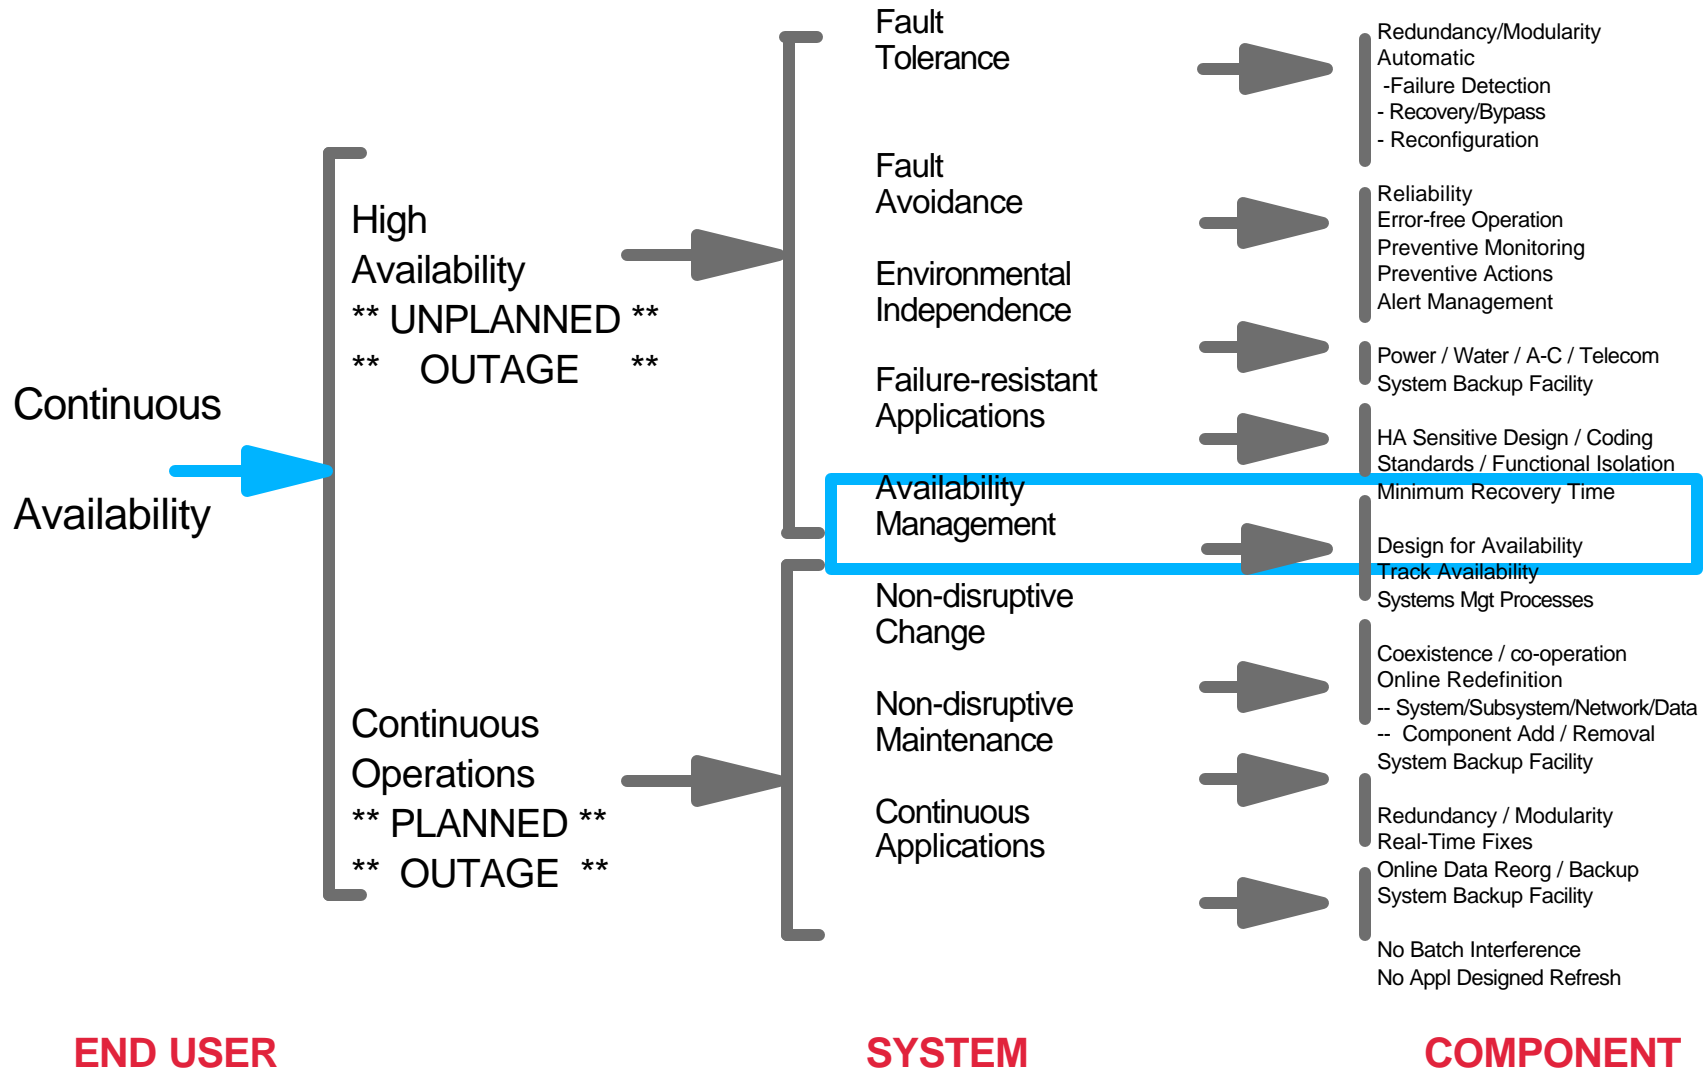 Continuous
Availability
High
Availability
** UNPLANNED **
** OUTAGE **
Continuous
Operations
** PLANNED **
** OUTAGE **
Fault
Tolerance
Fault
Avoidance
Environmental
Independence
Failure-resistant
Applications
Availability
Management
Non-disruptive
Change
Non-disruptive
Maintenance
Continuous
Applications
Redundancy/Modularity
Automatic
-Failure Detection
- Recovery/Bypass
- Reconfiguration
Reliability
Error-free Operation
Preventive Monitoring
Preventive Actions
Alert Management
Power / Water / A-C / Telecom
System Backup Facility
HA Sensitive Design / Coding
Standards / Functional Isolation
Minimum Recovery Time
Design for Availability
Track Availability
Systems Mgt Processes
Coexistence / co-operation
Online Redefinition
-- System/Subsystem/Network/Data
-- Component Add / Removal
System Backup Facility
Redundancy / Modularity
Real-Time Fixes
Online Data Reorg / Backup
System Backup Facility
No Batch Interference
No Appl Designed Refresh
END USER
SYSTEM
COMPONENT